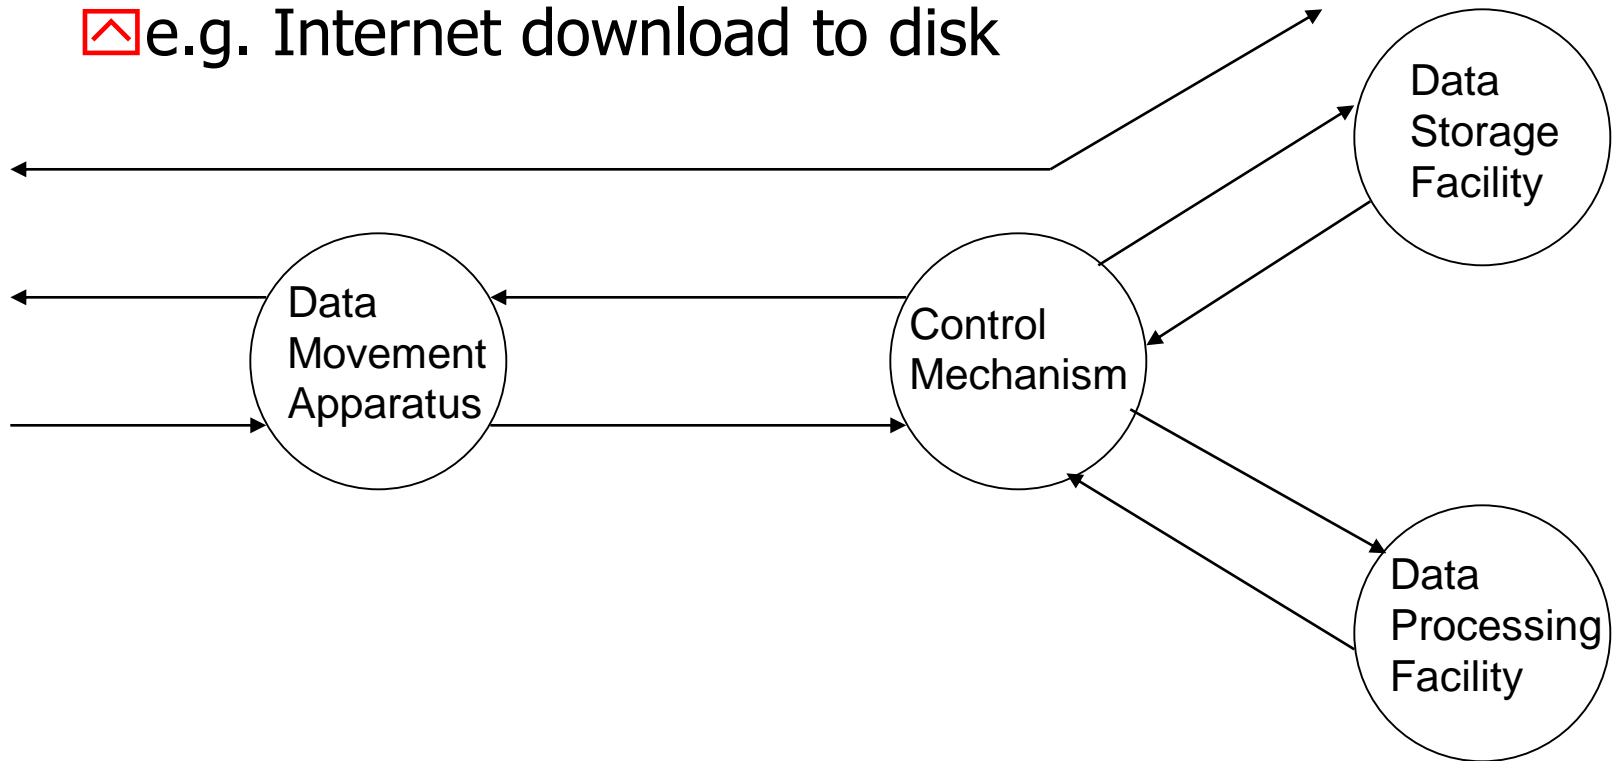 e.g. Internet download to disk
Data
Storage
Facility
Data
Movement
Apparatus
Control
Mechanism
Data
Processing
Facility